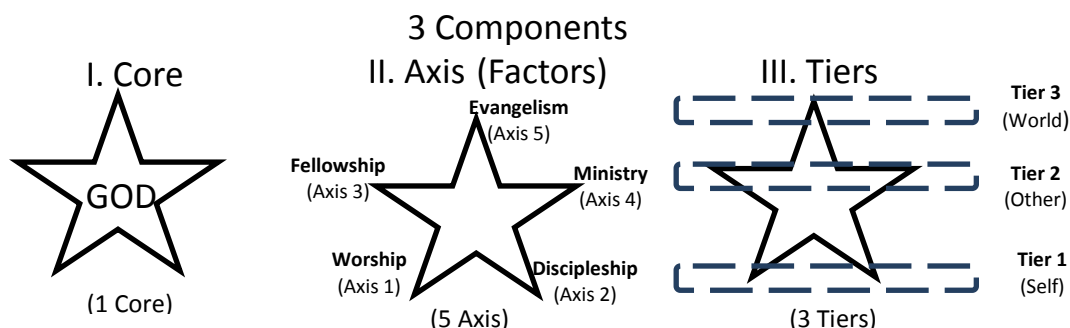 3 Components
I. Core
GOD
(1 Core)
II. Axis (Factors)
Evangelism
(Axis 5)
Fellowship
(Axis 3)
Ministry
(Axis 4)
Worship
(Axis 1)
Discipleship
(Axis 2)
(5 Axis)
III. Tiers
Tier 3
(World)
Tier 2
(Other)
Tier 1
(Self)
(3 Tiers)